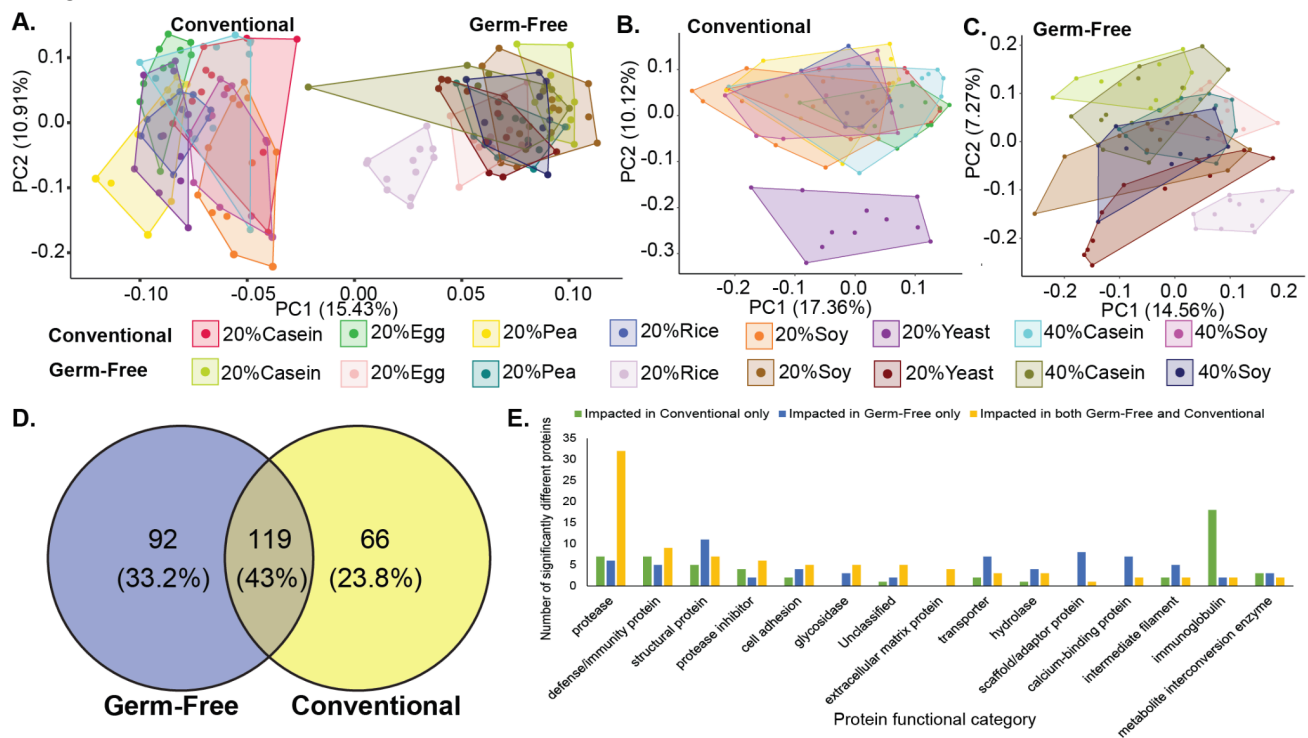 A.
Conventional
Germ-Free
PC2 (10.91%)
0.1
0.0
-0.1
-0.2
-0.10
-0.05
0.00
0.05
0.10
PC1 (15.43%)
B.
Conventional
PC2 (10.12%)
0.1
0.0
-0.1
-0.2
-0.3
-0.2
-0.1
0.0
0.1
PC1 (17.36%)
C.
Germ-Free
PC2 (7.27%)
0.2
0.1
0.0
-0.1
-0.2
-0.2
-0.1
0.0
0.1
0.2
PC1 (14.56%)
Conventional 20%Casein 20%Egg 20%Pea 20%Rice 20%Soy 20%Yeast 40%Casein 40%Soy
Germ-Free 20%Casein 20%Egg 20%Pea 20%Rice 20%Soy 20%Yeast 40%Casein 40%Soy
D.
92
(33.2%)
119
(43%)
66
(23.8%)
Germ-Free
Conventional
E.
Impacted in Conventional only Impacted in Germ-Free only Impacted in both Germ-Free and Conventional
Number of significantly different proteins
35
30
25
20
15
10
5
0
protease
defense/immunity protein
structural protein
protease inhibitor
cell adhesion
glycosidase
Unclassified
extracellular matrix protein
transporter
hydrolase
scaffold/adaptor protein
calcium-binding protein
intermediate filament
immunoglobulin
metabolite interconversion enzyme
Protein functional category